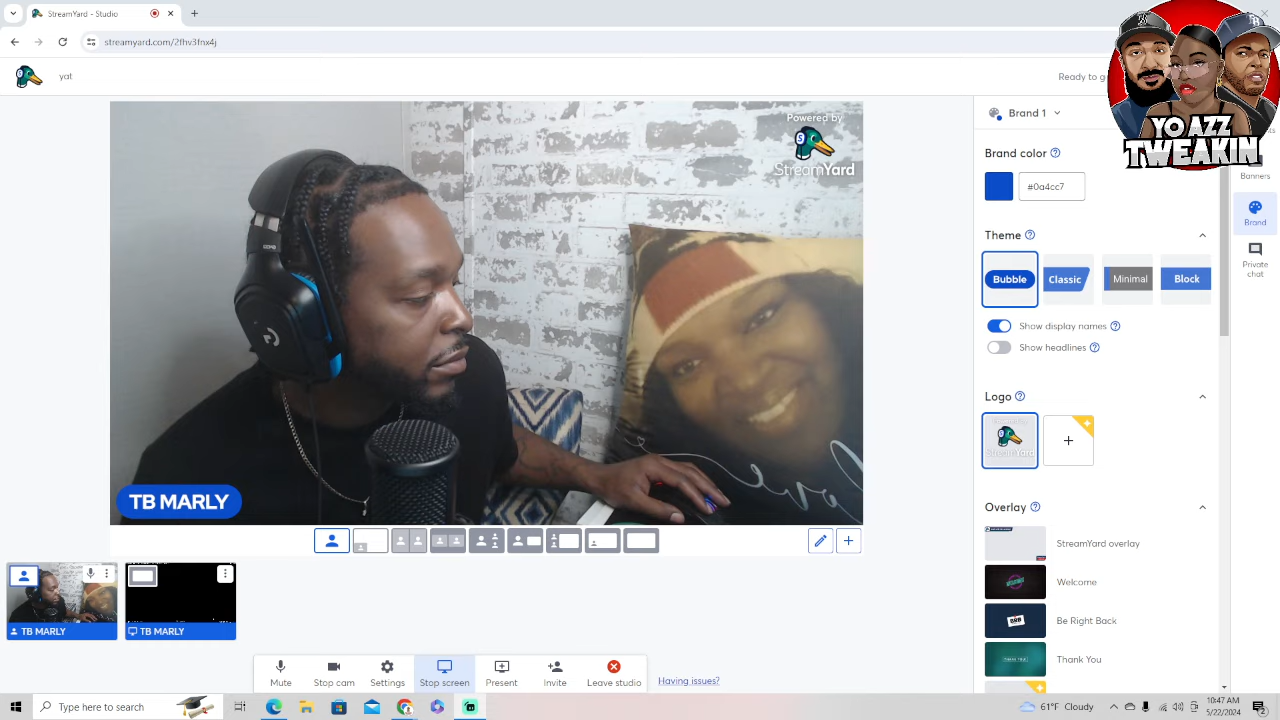 StreamYard - Studio
streamyard.com/2thv3fnx4j
yat
Ready to g
YO AZZ
TWEAKIN
Powered by
StreamYard
TB MARLY
Brand 1
Brand color
#0a4cc7
Theme
Bubble
Classic
Minimal
Block
Show display names
Show headlines
Logo
StreamYard
Overlay
StreamYard overlay
Welcome
Be Right Back
Thank You
Banners
Brand
Private
chat
TB MARLY
TB MARLY
Mute
Stop cam
Settings
Stop screen
Present
Invite
Leave studio
Having issues?
Type here to search
61°F Cloudy
10:47 AM
5/22/2024
2